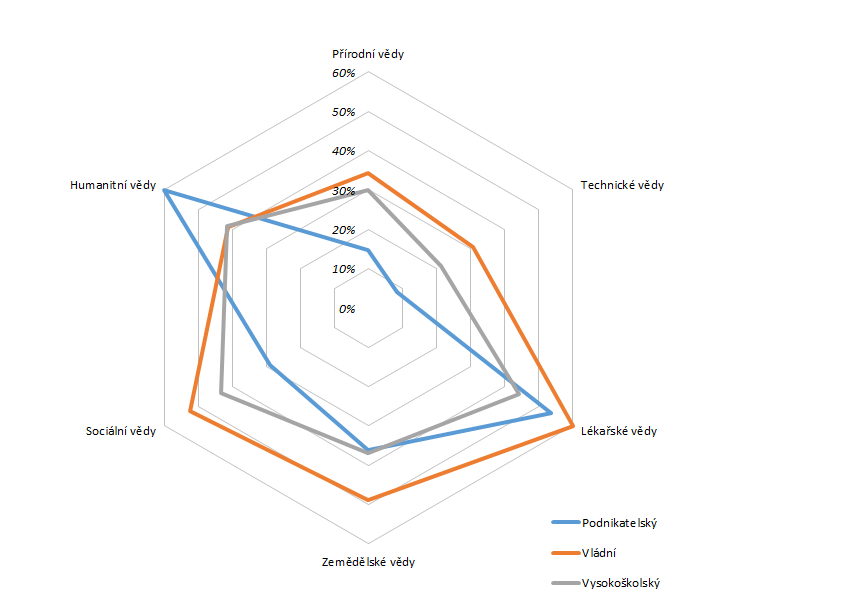 Přírodní vědy
60%
50%
40%
30%
20%
10%
0%
Humanitní vědy
Technické vědy
Sociální vědy
Lékařské vědy
Zemědělské vědy
Podnikatelský
Vládní
Vysokoškolský